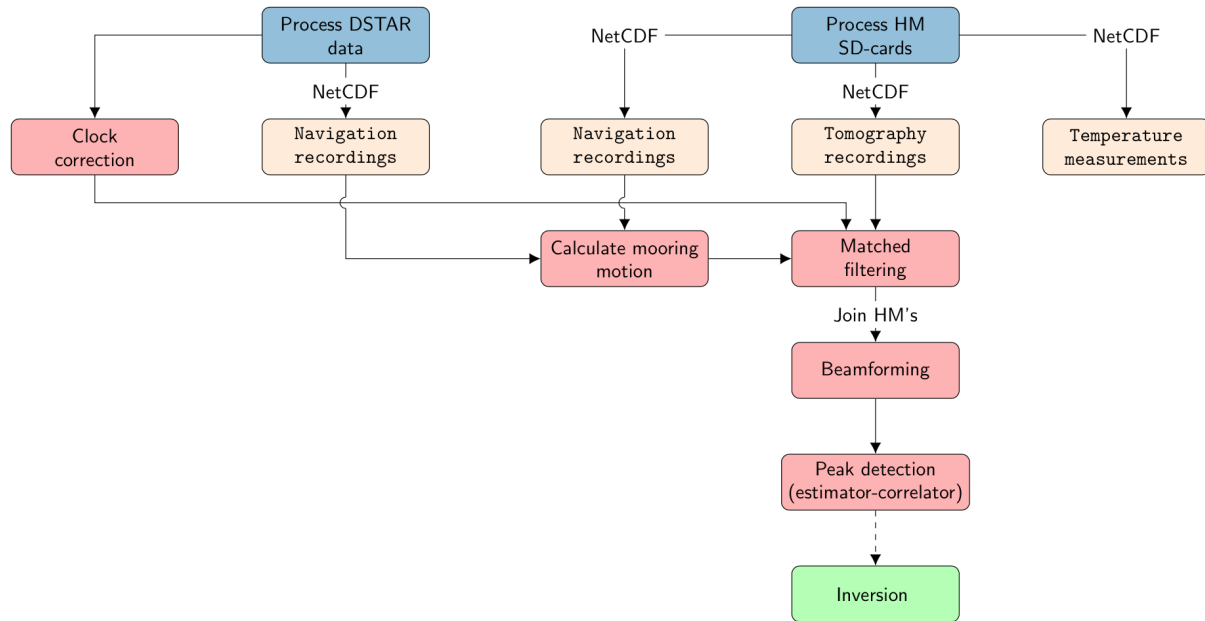 Process DSTAR
data
Process HM
SD-cards
NetCDF
NetCDF
NetCDF
NetCDF
Clock
correction
Navigation
recordings
Navigation
recordings
Tomography
recordings
Temperature
measurements
Calculate mooring
motion
Matched
filtering
Join HM's
Beamforming
Peak detection
(estimator-correlator)
Inversion